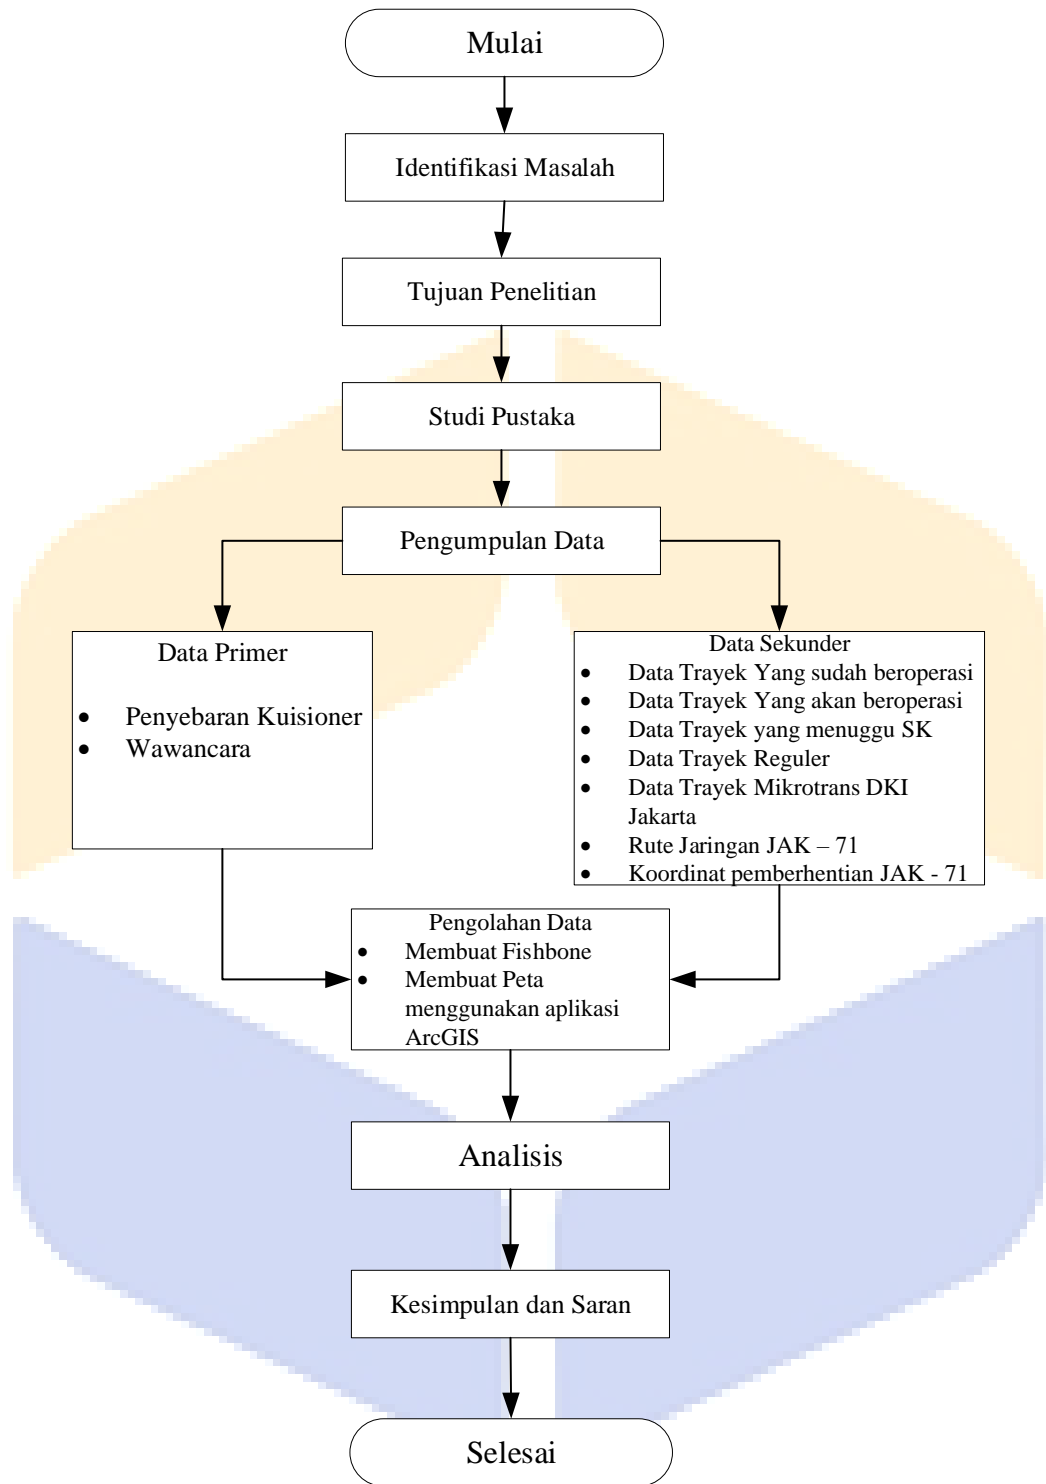 Mulai
Identifikasi Masalah
Tujuan Penelitian
Studi Pustaka
Pengumpulan Data
Data Primer
• Penyebaran Kuisioner
• Wawancara
Data Sekunder
• Data Trayek Yang sudah beroperasi
• Data Trayek Yang akan beroperasi
• Data Trayek yang menuggu SK
• Data Trayek Reguler
• Data Trayek Mikrotrans DKI
Jakarta
• Rute Jaringan JAK – 71
• Koordinat pemberhentian JAK - 71
Pengolahan Data
• Membuat Fishbone
• Membuat Peta
menggunakan aplikasi
ArcGIS
Analisis
Kesimpulan dan Saran
Selesai